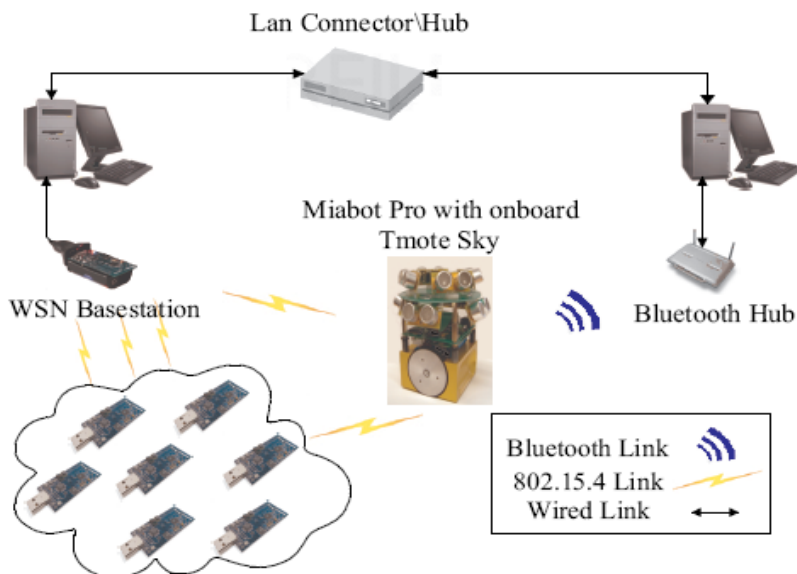 Lan Connector\Hub
Miabot Pro with onboard
Tmote Sky
WSN Basestation
Bluetooth Hub
Bluetooth Link
802.15.4 Link
Wired Link